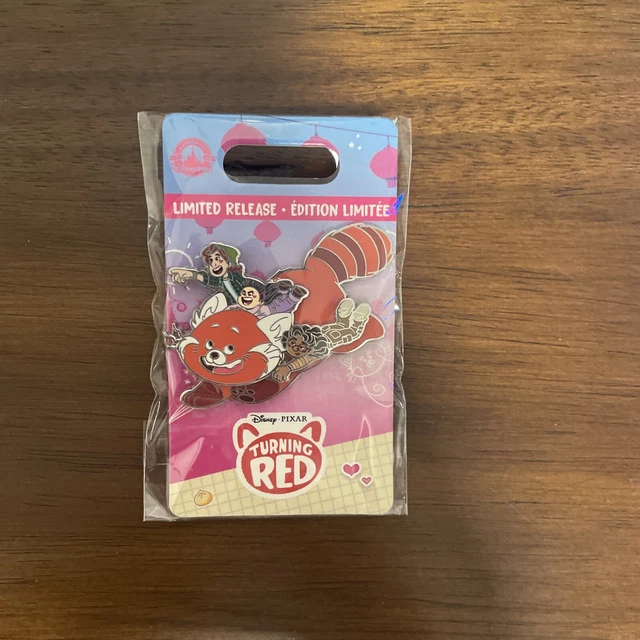 LIMITED RELEASE • ÉDITION LIMITÉE
Disney • PIXAR
TURNING
RED